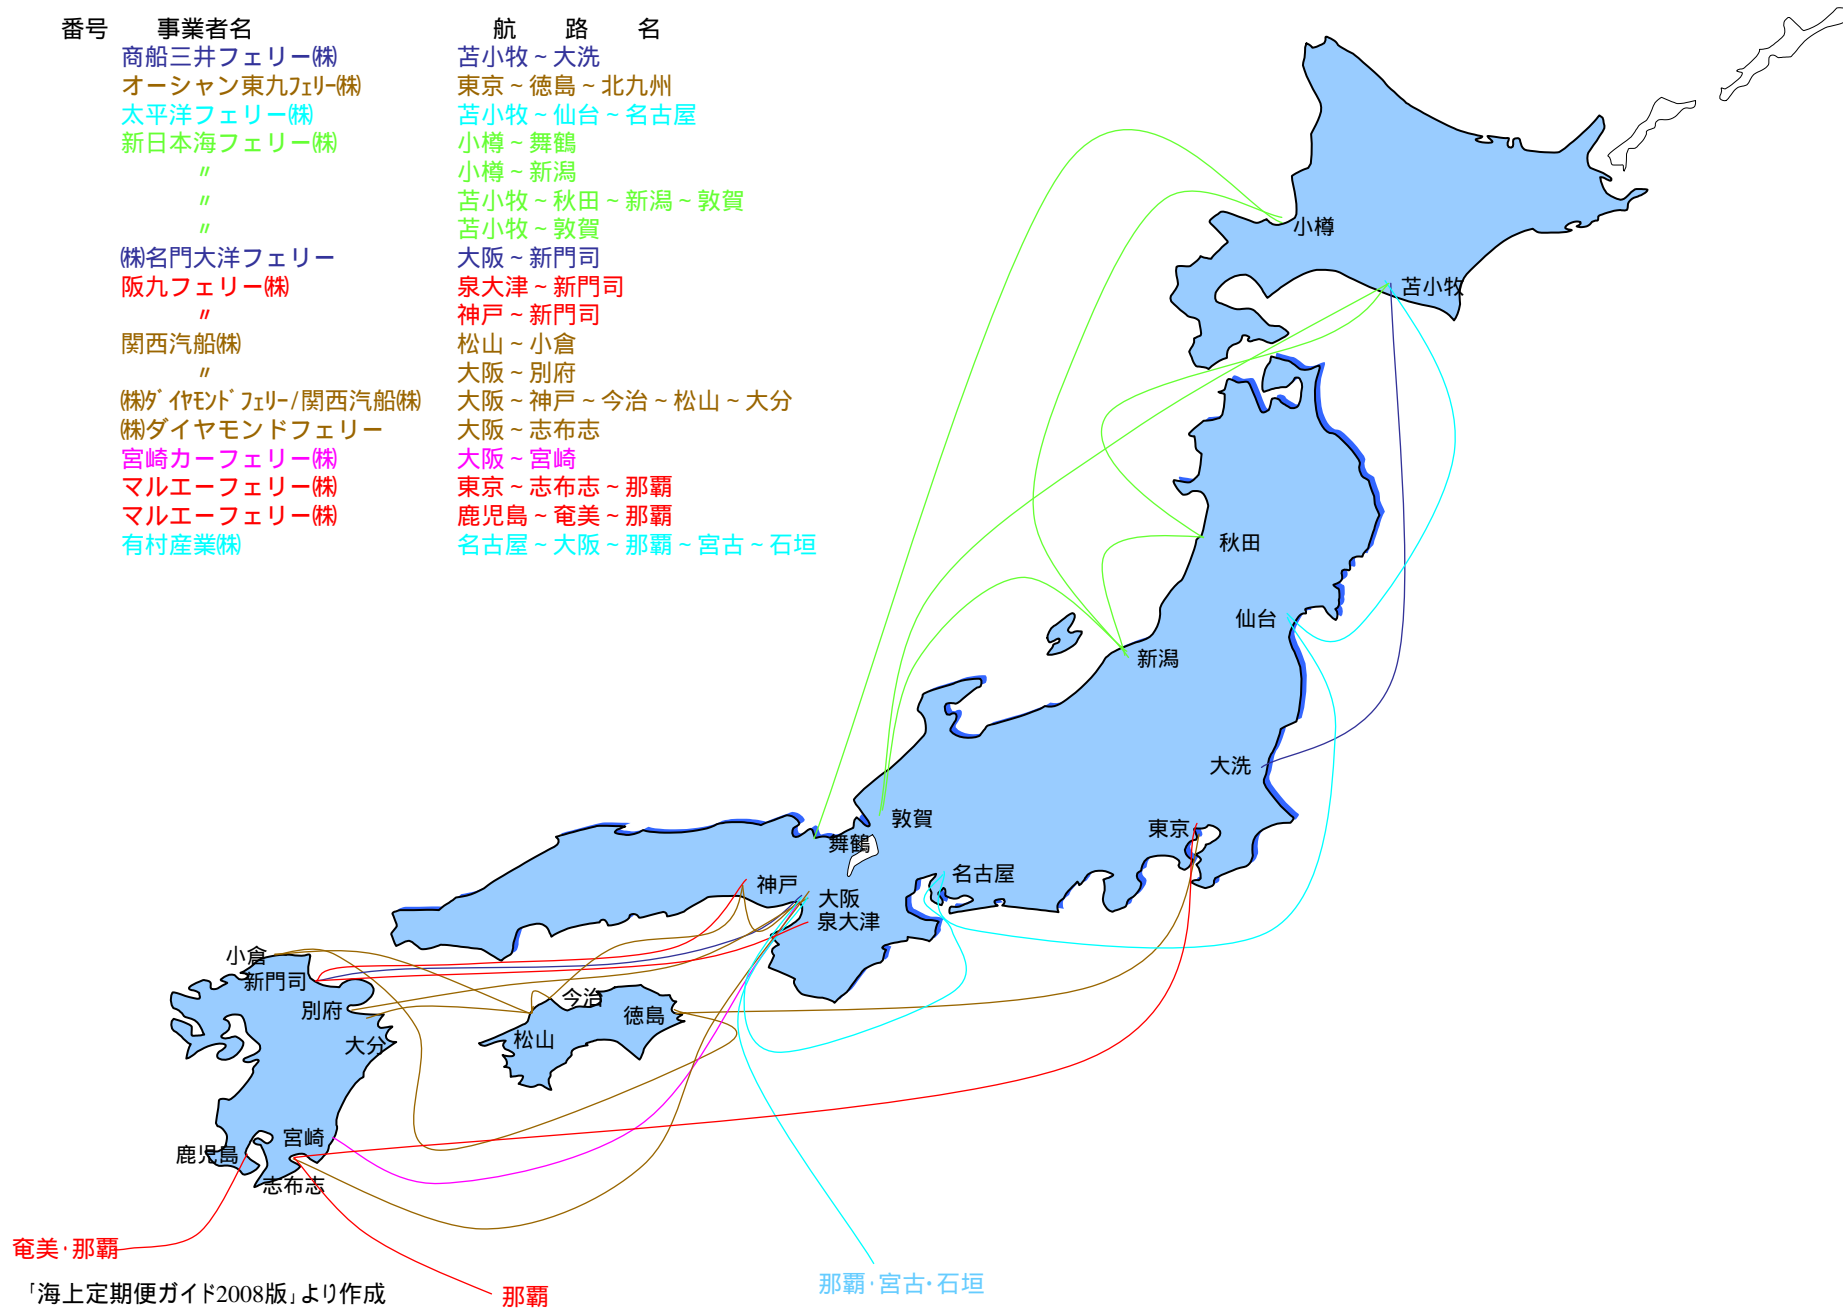 番号 事業者名 航路名
商船三井フェリー㈱ 苫小牧~大洗
オーシャン東九ﾌｪﾘｰ㈱ 東京~徳島~北九州
太平洋フェリー㈱ 苫小牧~仙台~名古屋
新日本海フェリー㈱ 小樽~舞鶴
〃 小樽~新潟
〃 苫小牧~秋田~新潟~敦賀
〃 苫小牧~敦賀
㈱名門大洋フェリー 大阪~新門司
阪九フェリー㈱ 泉大津~新門司
〃 神戸~新門司
関西汽船㈱ 松山~小倉
〃 大阪~別府
㈱ﾀﾞｲﾔﾓﾝﾄﾞﾌｪﾘｰ/関西汽船㈱ 大阪~神戸~今治~松山~大分
㈱ダイヤモンドフェリー 大阪~志布志
宮崎カーフェリー㈱ 大阪~宮崎
マルエーフェリー㈱ 東京~志布志~那覇
マルエーフェリー㈱ 鹿児島~奄美~那覇
有村産業㈱ 名古屋~大阪~那覇~宮古~石垣
小樽
苫小牧
秋田
仙台
新潟
大洗
敦賀
東京
舞鶴
名古屋
神戸
大阪
泉大津
小倉
新門司
今治
別府
徳島
松山
大分
宮崎
鹿児島
志布志
奄美・那覇
那覇・宮古・石垣
那覇
「海上定期便ガイド2008版」より作成